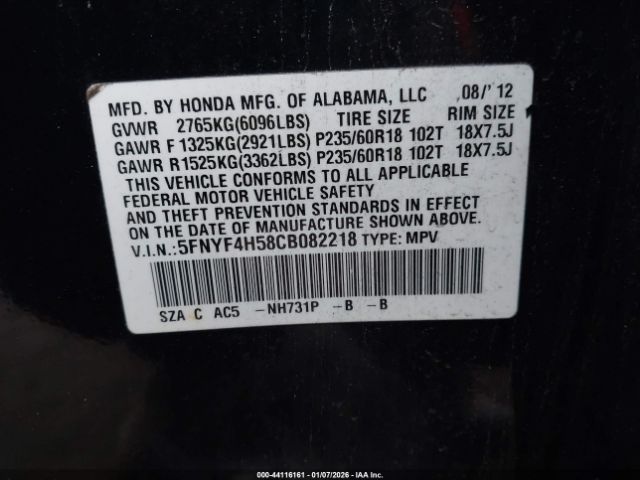 MFD. BY HONDA MFG. OF ALABAMA, LLC 08/'12
GVWR 2765KG(6096LBS) TIRE SIZE RIM SIZE
GAWR F 1325KG(2921LBS) P235/60R18 102T 18X7.5J
GAWR R1525KG(3362LBS) P235/60R18 102T 18X7.5J
THIS VEHICLE CONFORMS TO ALL APPLICABLE
FEDERAL MOTOR VEHICLE SAFETY
AND THEFT PREVENTION STANDARDS IN EFFECT
ON THE DATE OF MANUFACTURE SHOWN ABOVE.
V.I.N.:5FNYF4H58CB082218 TYPE: MPV
SZA C AC5 -NH731P -B -B
000-44116161 - 01/07/2026 - IAA Inc.